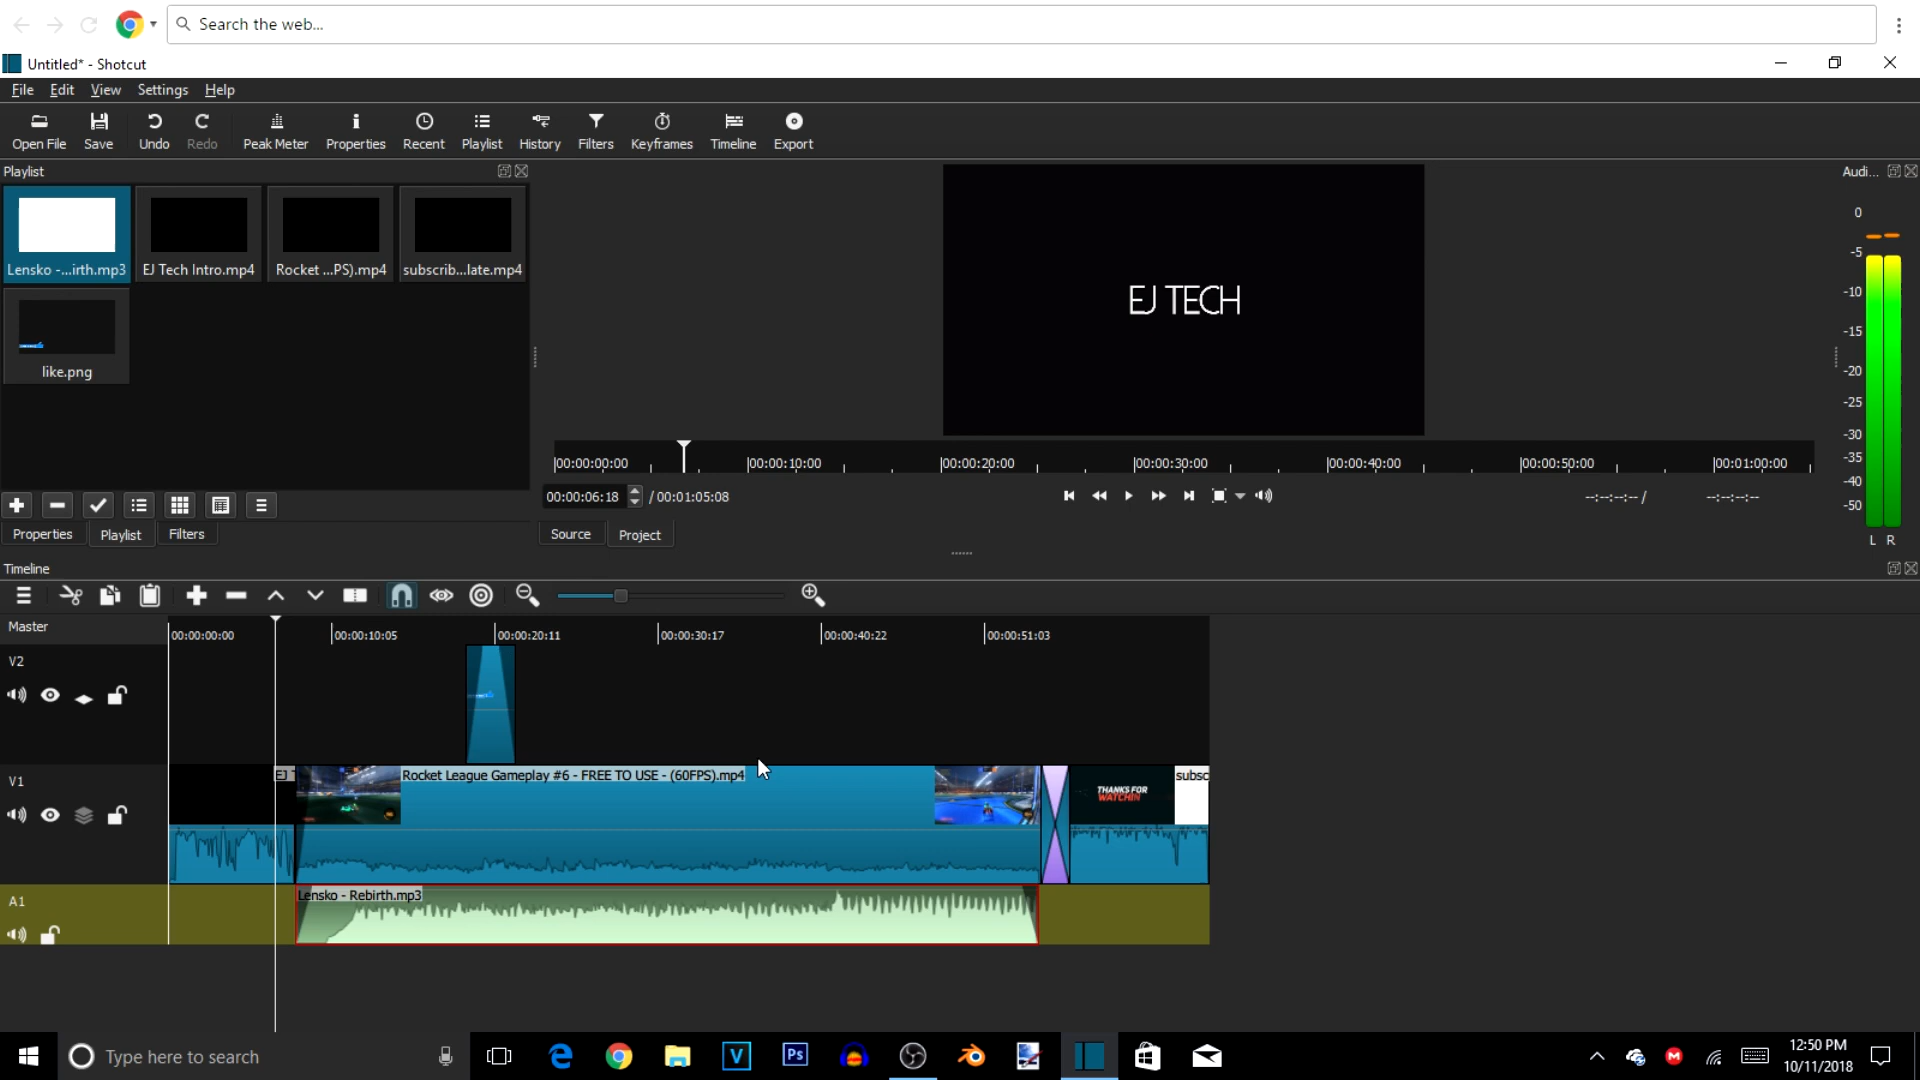 Search the web...
Untitled* - Shotcut
File Edit View Settings Help
Open File Save Undo Redo Peak Meter Properties Recent Playlist History Filters Keyframes Timeline Export
Playlist
Audi...
Lensko -...irth.mp3 EJ Tech Intro.mp4 Rocket ...PS).mp4 subscrib...late.mp4
like.png
EJ TECH
0
-5
-10
-15
-20
-25
-30
-35
-40
-50
L R
00:00:00:00 00:00:10:00 00:00:20:00 00:00:30:00 00:00:40:00 00:00:50:00 00:01:00:00
00:00:06:18 / 00:01:05:08 --:--:--:-- / --:--:--:--
Properties Playlist Filters
Source Project
Timeline
Master
00:00:00:00 00:00:10:05 00:00:20:11 00:00:30:17 00:00:40:22 00:00:51:03
V2
V1
EJ T
Rocket League Gameplay #6 - FREE TO USE - (60FPS).mp4
subsc
THANKS FOR
WATCHIN
A1
Lensko - Rebirth.mp3
Type here to search
V
Ps
12:50 PM
10/11/2018